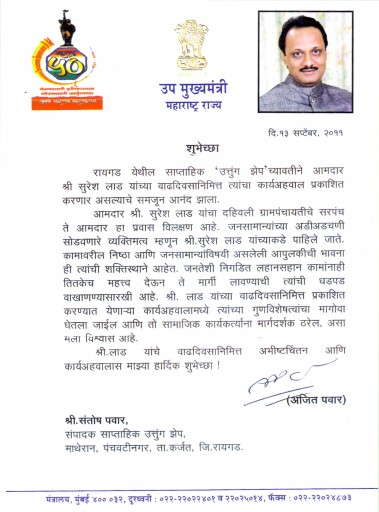 ५०
उप मुख्यमंत्री
महाराष्ट्र राज्य
दि.१३ सप्टेंबर, २०११
शुभेच्छा
रायगड येथील साप्ताहिक 'उत्तुंग झेप'च्यावतीने आमदार
श्री सुरेश लाड यांच्या वाढदिवसानिमित्त त्यांचा कार्यअहवाल प्रकाशित
करणार असल्याचे समजून आनंद झाला.
आमदार श्री. सुरेश लाड यांचा दहिवली ग्रामपंचायतीचे सरपंच
ते आमदार हा प्रवास विलक्षण आहे. जनसामान्यांच्या अडीअडचणी
सोडवणारे व्यक्तिमत्व म्हणून श्री.सुरेश लाड यांच्याकडे पाहिले जाते.
कामावरील निष्ठा आणि जनसामान्यांविषयी असलेली आपुलकीची भावना
ही त्यांची शक्तिस्थाने आहेत. जनतेशी निगडित लहानसहान कामांनाही
तितकेच महत्त्व देऊन ते मार्गी लावण्याची त्यांची धडपड
वाखाणण्यासारखी आहे. श्री. लाड यांच्या वाढदिवसानिमित्त प्रकाशित
करण्यात येणाऱ्या कार्यअहवालामध्ये त्यांच्या गुणविशेषत्वांचा मागोवा
घेतला जाईल आणि तो सामाजिक कार्यकर्त्यांना मार्गदर्शक ठरेल, असा
मला विश्वास आहे.
श्री.लाड यांचे वाढदिवसानिमित्त अभीष्टचिंतन आणि
कार्यअहवालास माझ्या हार्दिक शुभेच्छा !
(अजित पवार)
श्री.संतोष पवार,
संपादक साप्ताहिक उत्तुंग झेप,
माथेरान, पंचवटीनगर, ता.कर्जत, जि.रायगड.
मंत्रालय, मुंबई ४०० ०३२, दूरध्वनी : ०२२-२२०२२४०१ व २२०२५०१४, फॅक्स : ०२२-२२०२४८७३